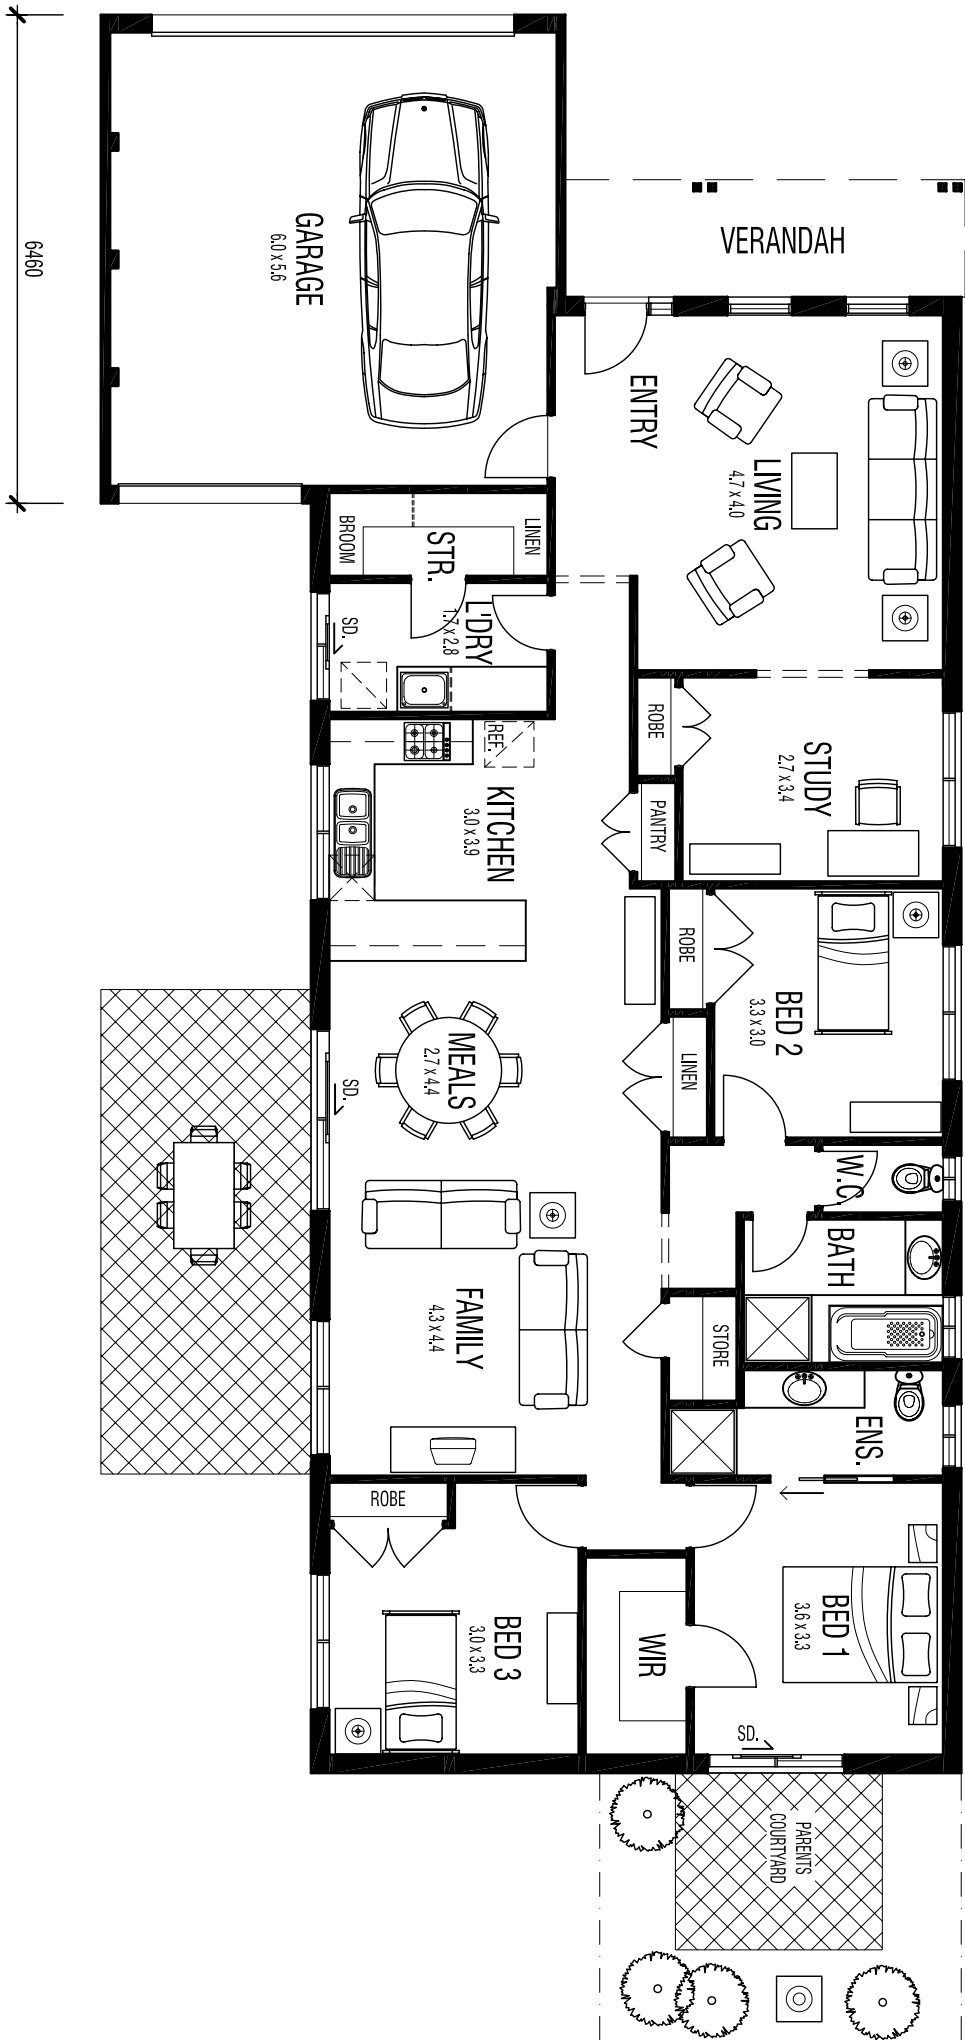 VERANDAH
6460
GARAGE
6.0 x 5.6
ENTRY
LIVING
4.7 x 4.0
BROOM
LINEN
STR.
L'DRY
1.7 x 2.8
SD.
ROBE
STUDY
2.7 x 3.4
REF.
KITCHEN
3.0 x 3.9
PANTRY
ROBE
BED 2
3.3 x 3.0
MEALS
2.7 x 4.4
SD.
LINEN
W.C.
BATH
FAMILY
4.3 x 4.4
STORE
ENS.
ROBE
BED 3
3.0 x 3.3
WIR
BED 1
3.6 x 3.3
SD.
PARENTS
COURTYARD